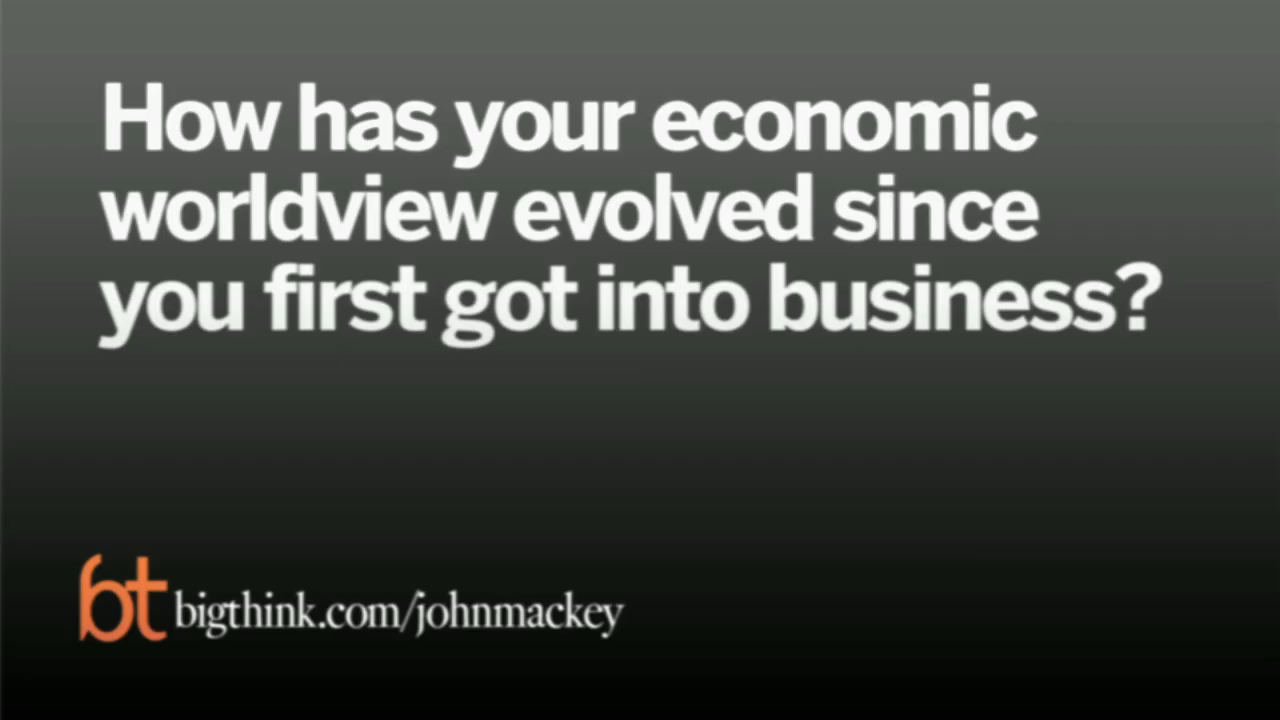 How has your economic
worldview evolved since
you first got into business?
bt bigthink.com/johnmackey